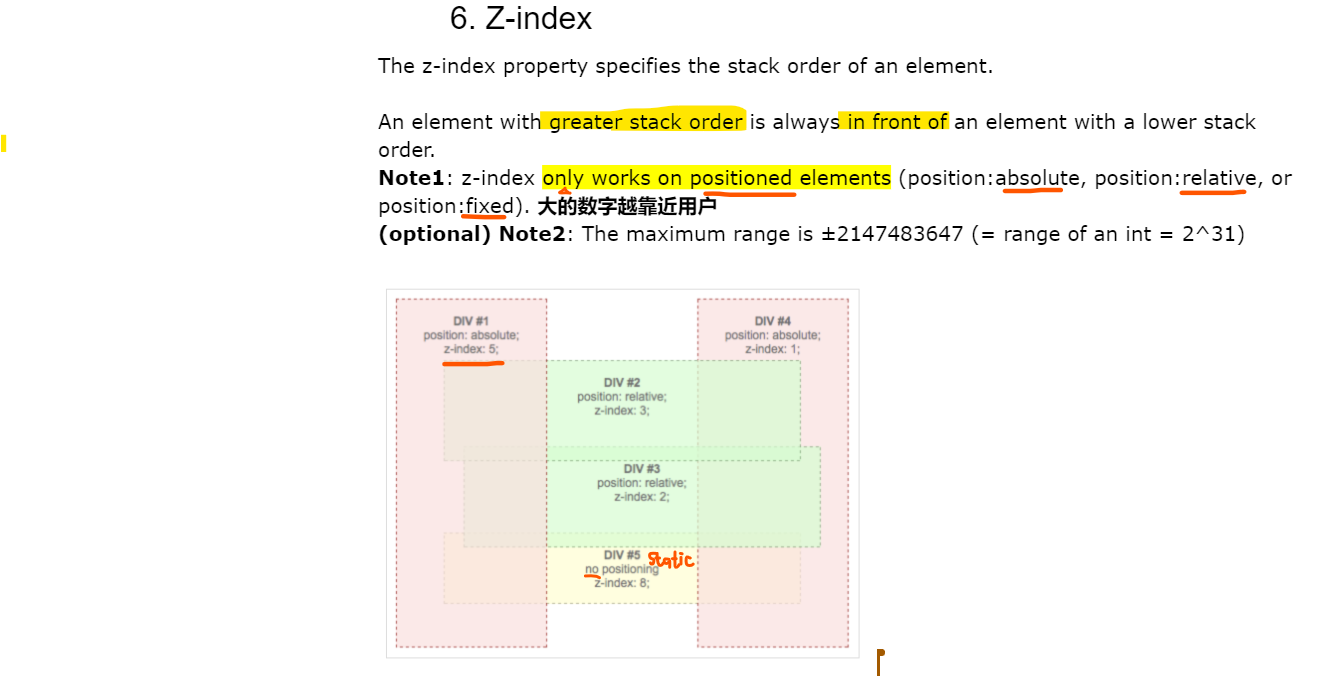 6. Z-index
The z-index property specifies the stack order of an element.
An element with greater stack order is always in front of an element with a lower stack
order.
Note1: z-index only works on positioned elements (position:absolute, position:relative, or
position:fixed). 大的数字越靠近用户
(optional) Note2: The maximum range is ±2147483647 (= range of an int = 2^31)
DIV #1
position: absolute;
z-index: 5;
DIV #4
position: absolute;
z-index: 1;
DIV #2
position: relative;
z-index: 3;
DIV #3
position: relative;
z-index: 2;
DIV #5 static
no positioning
z-index: 8;